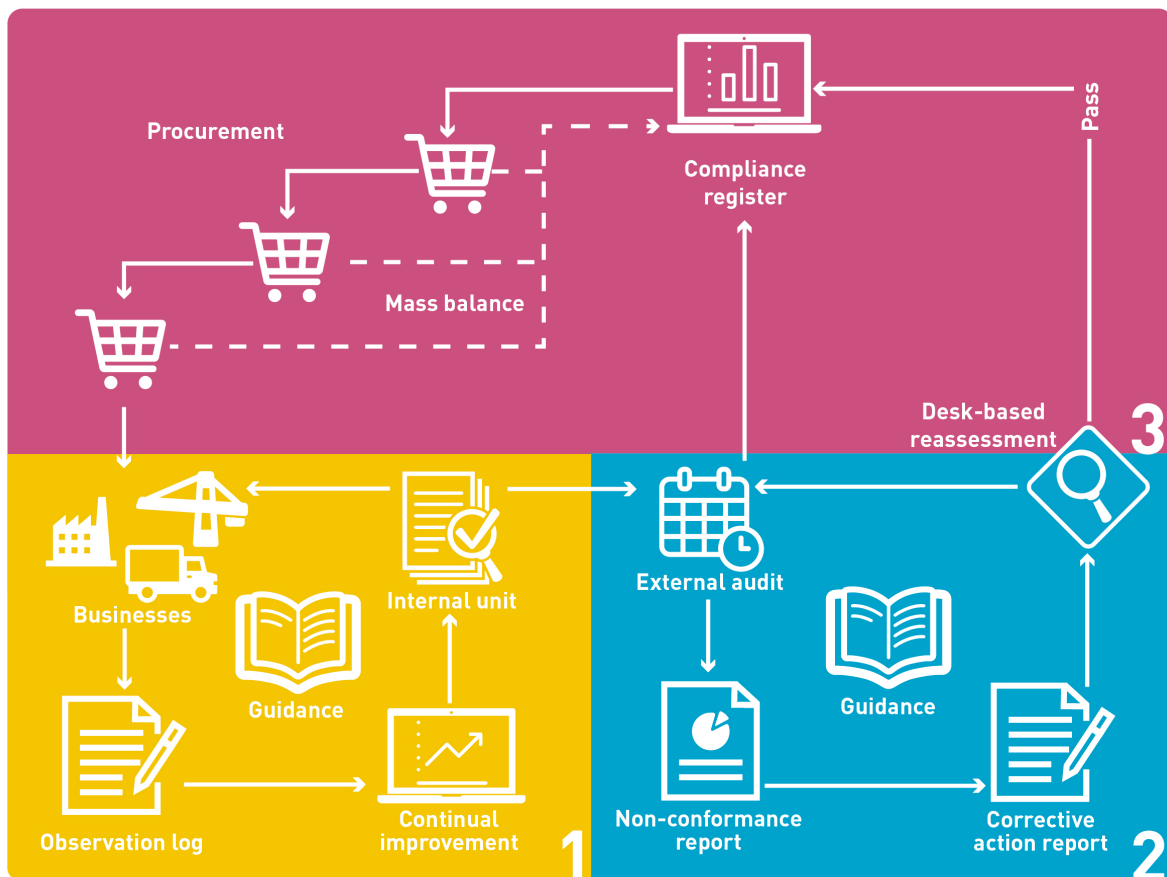 Procurement
Compliance
register
Pass
Mass balance
Desk-based
reassessment
3
Businesses
Internal unit
Guidance
Observation log
Continual
improvement
1
External audit
Guidance
Non-conformance
report
Corrective
action report
2